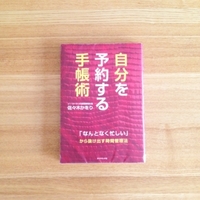 自分を
予約する
手帳術
佐々木かをり
「なんとなく忙しい」
から抜け出す時間管理法